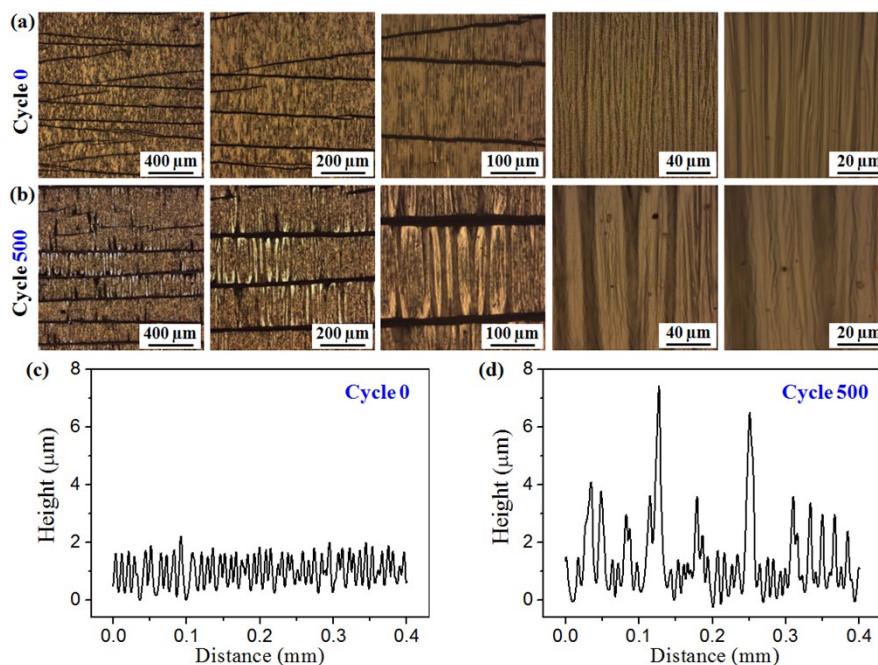 (a)
Cycle 0
400 µm
200 µm
100 µm
40 µm
20 µm
(b)
Cycle 500
400 µm
200 µm
100 µm
40 µm
20 µm
(c)
Cycle 0
Height (µm)
8
6
4
2
0
0.0 0.1 0.2 0.3 0.4
Distance (mm)
(d)
Cycle 500
Height (µm)
8
6
4
2
0
0.0 0.1 0.2 0.3 0.4
Distance (mm)